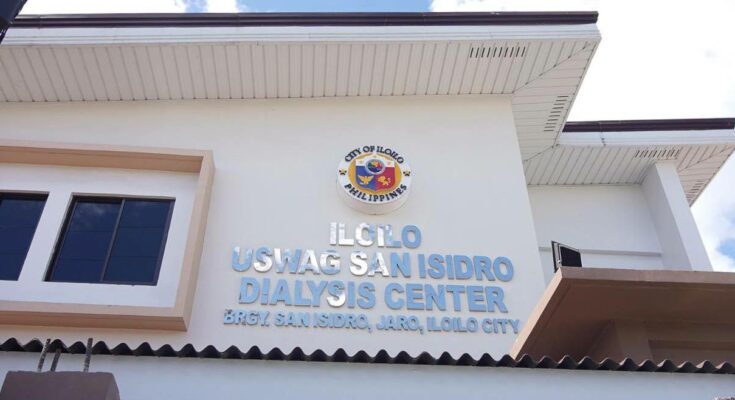 CITY OF ILOILO
PHILIPPINES
ILOILO
USWAG SAN ISIDRO
DIALYSIS CENTER
BRGY. SAN ISIDRO, JARO, ILOILO CITY